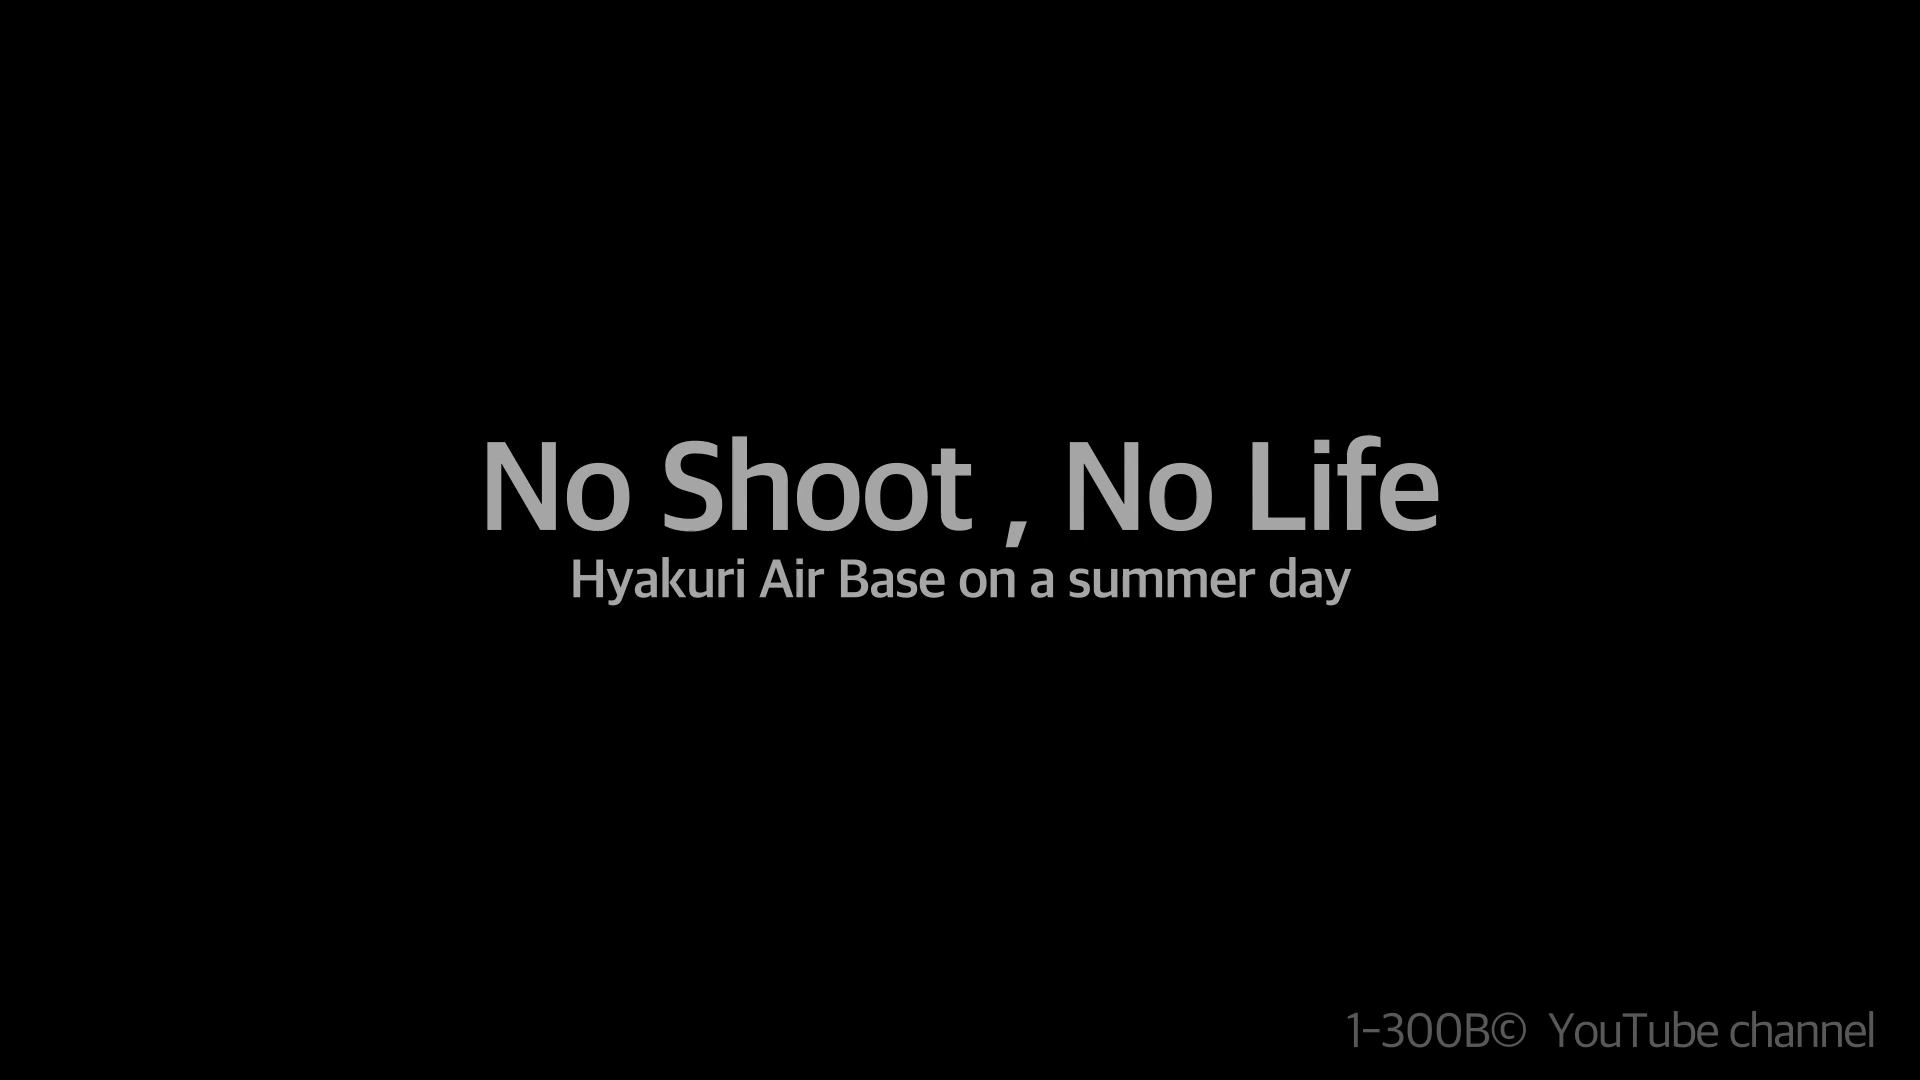 No Shoot , No Life
Hyakuri Air Base on a summer day
1-300B© YouTube channel